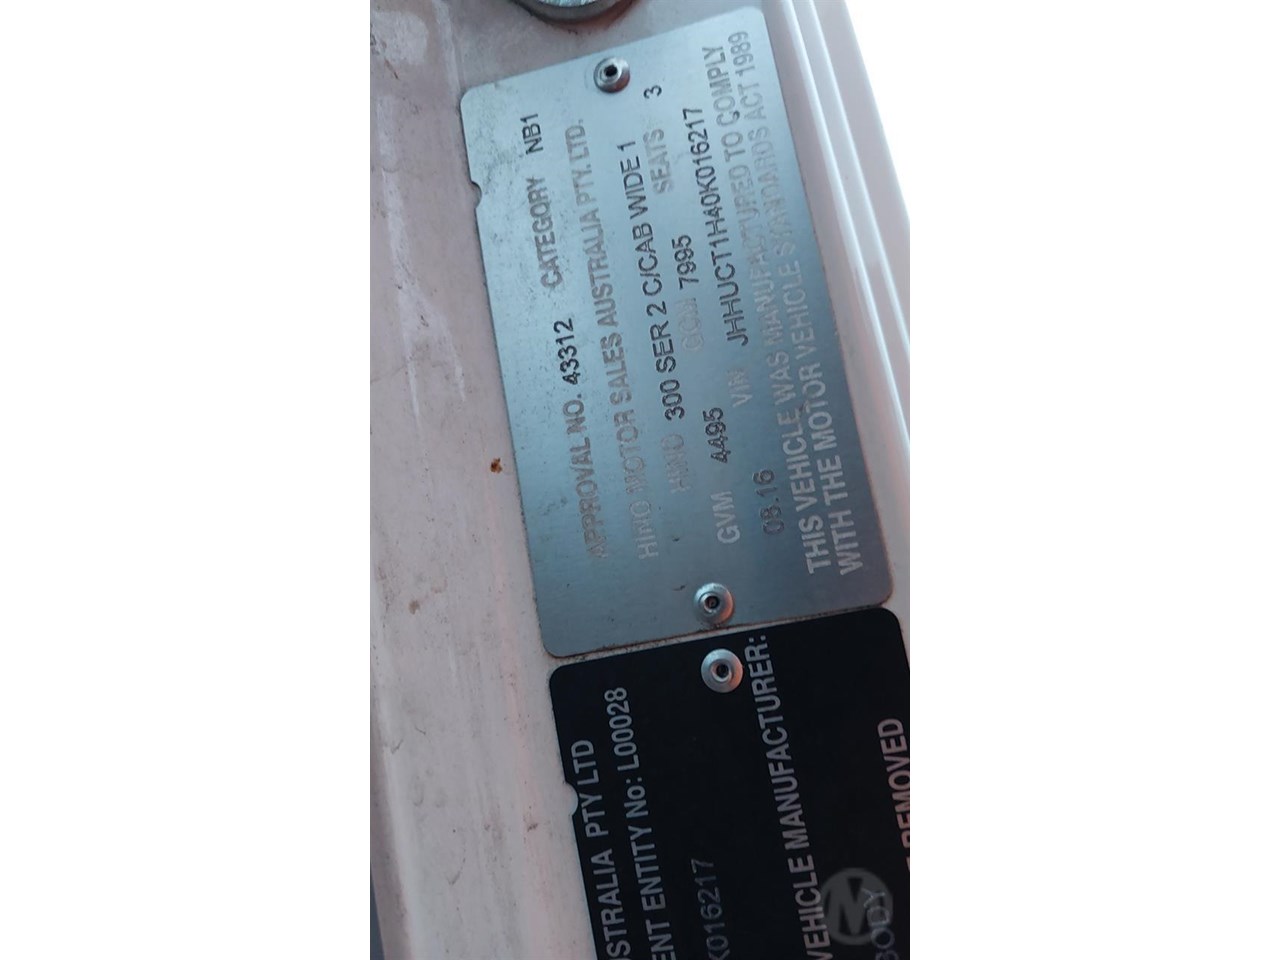 APPROVAL NO. 43312 CATEGORY NB1
HINO MOTOR SALES AUSTRALIA PTY. LTD.
HINO 300 SER 2 C/CAB WIDE 1
GVM 4495 GCM 7995 SEATS 3
08.16 VIN JHHUCT1H40K016217
THIS VEHICLE WAS MANUFACTURED TO COMPLY
WITH THE MOTOR VEHICLE STANDARDS ACT 1989
USTRALIA PTY LTD
ENT ENTITY No: L00028
K016217
VEHICLE MANUFACTURER:
BODY
REMOVED
M